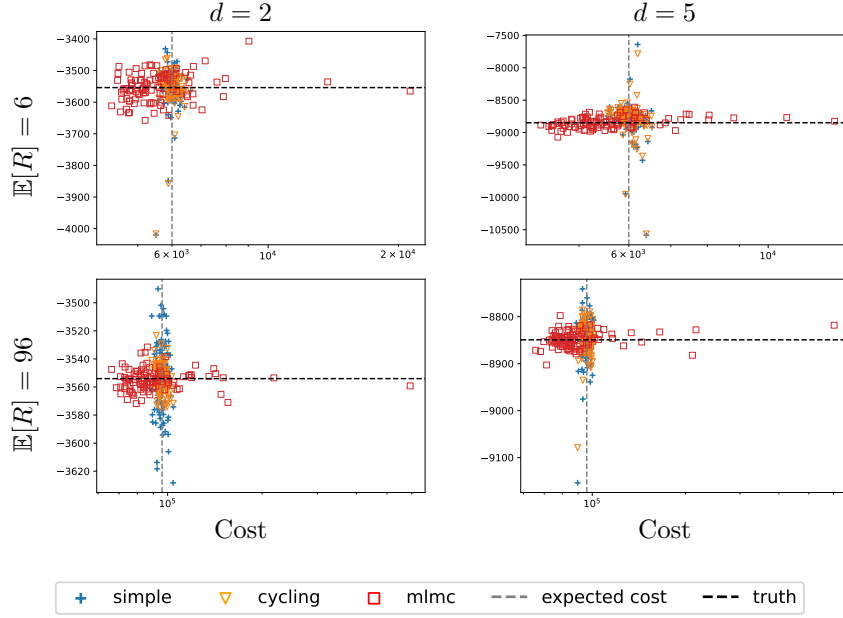 d = 2
d = 5
𝔼[R] = 6
−3400
−3500
−3600
−3700
−3800
−3900
−4000
6 × 10³
10⁴
2 × 10⁴
−7500
−8000
−8500
−9000
−9500
−10000
−10500
6 × 10³
10⁴
𝔼[R] = 96
−3500
−3520
−3540
−3560
−3580
−3600
−3620
10⁵
Cost
−8800
−8900
−9000
−9100
10⁵
Cost
simple cycling mlmc expected cost truth